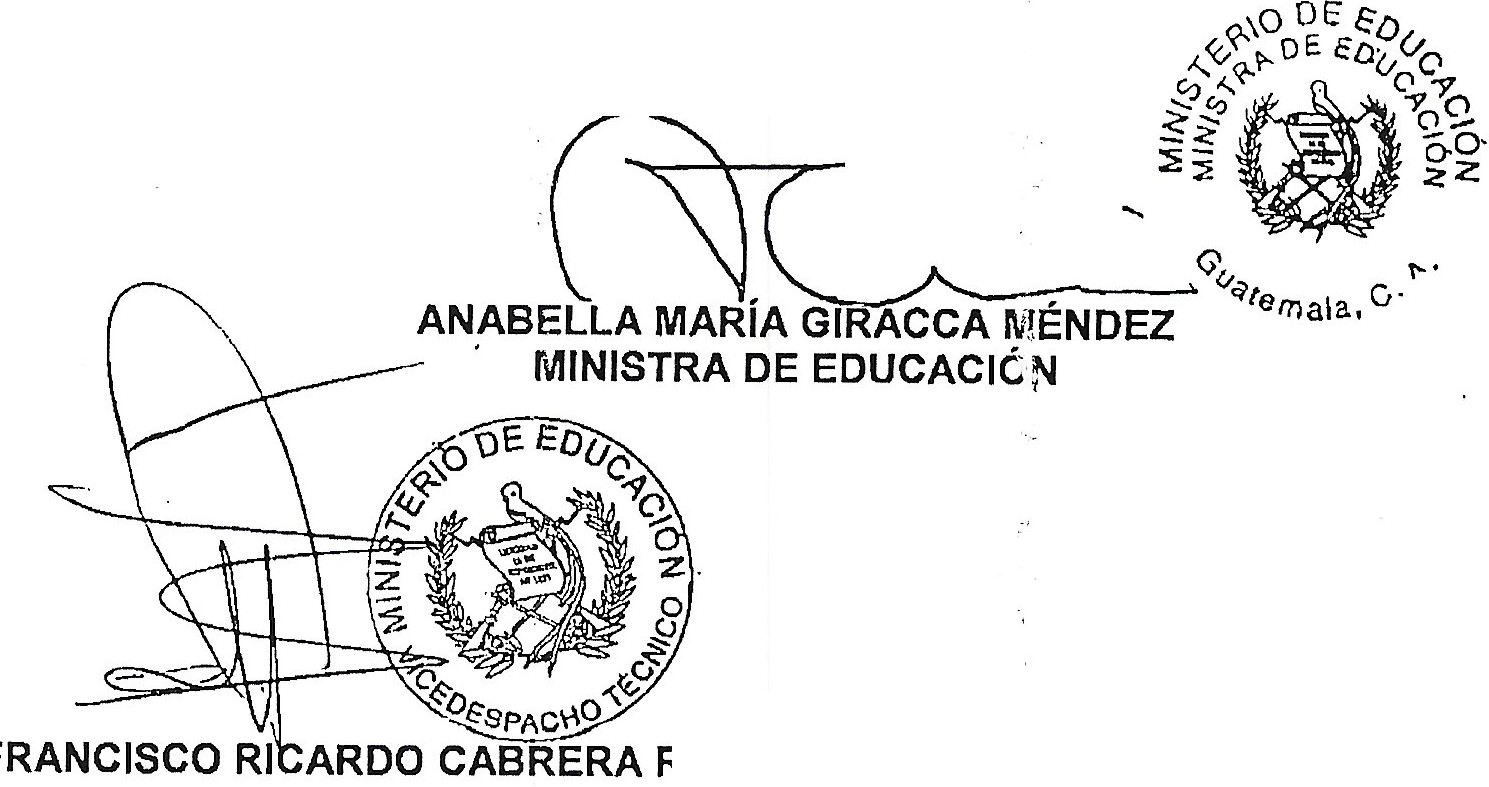 MINISTERIO DE EDUCACIÓN
MINISTRA DE EDUCACIÓN
Guatemala, C. A.
ANABELLA MARÍA GIRACCA MÉNDEZ
MINISTRA DE EDUCACIÓN
MINISTERIO DE EDUCACIÓN
VICEDESPACHO TÉCNICO
FRANCISCO RICARDO CABRERA